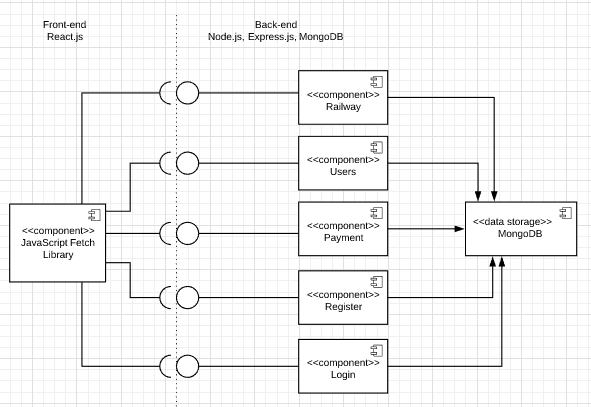 Front-end
React.js
Back-end
Node.js, Express.js, MongoDB
<<component>>
Railway
<<component>>
Users
<<component>>
JavaScript Fetch
Library
<<component>>
Payment
<<data storage>>
MongoDB
<<component>>
Register
<<component>>
Login